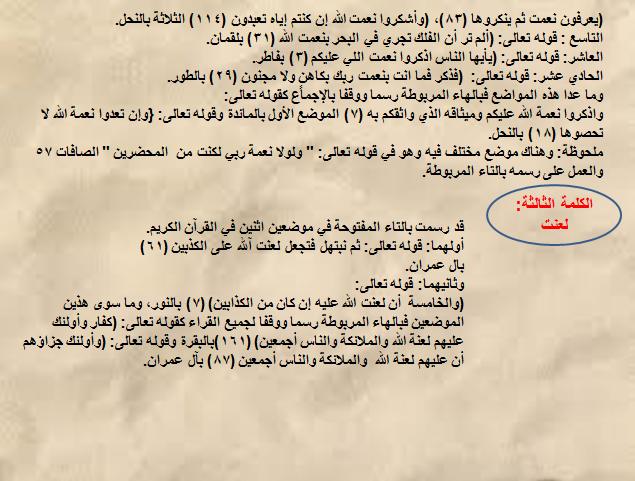 (يعرفون نعمت ثم ينكروها (٨٣)، (وأشكروا نعمت الله إن كنتم إياه تعبدون (١١٤) الثلاثة بالنحل.
التاسع : قوله تعالى: (ألم تر أن الفلك تجري في البحر بنعمت الله (٣١) بلقمان.
العاشر: قوله تعالى: (يأيها الناس اذكروا نعمت اللي عليكم (٣) بفاطر.
الحادي عشر: قوله تعالى: (فذكر فما انت بنعمت ربك بكاهن ولا مجنون (٢٩) بالطور.
وما عدا هذه المواضع فبالهاء المربوطة رسما ووقفا بالإجماع كقوله تعالى:
واذكروا نعمة الله عليكم وميثاقه الذي واثقكم به (٧) الموضع الأول بالمائدة وقوله تعالى: {وإن تعدوا نعمة الله لا
تحصوها (١٨) بالنحل.
ملحوظة: وهناك موضع مختلف فيه وهو في قوله تعالى: " ولولا نعمة ربي لكنت من المحضرين " الصافات ٥٧
والعمل على رسمه بالتاء المربوطة.
الكلمة الثالثة:
لعنت
قد رسمت بالتاء المفتوحة في موضعين اثنين في القرآن الكريم.
أولهما: قوله تعالى: ثم نبتهل فتجعل لعنت الله على الكذبين (٦١)
بال عمران.
وثانيهما: قوله تعالى:
(والخامسة أن لعنت الله عليه إن كان من الكذابين) (٧) بالنور، وما سوى هذين
الموضعين فبالهاء المربوطة رسما ووقفا لجميع القراء كقوله تعالى: (كفار وأولئك
عليهم لعنة الله والملائكة والناس أجمعين) (١٦١)بالبقرة وقوله تعالى: (وأولئك جزاؤهم
أن عليهم لعنة الله والملائكة والناس أجمعين (٨٧) بآل عمران.